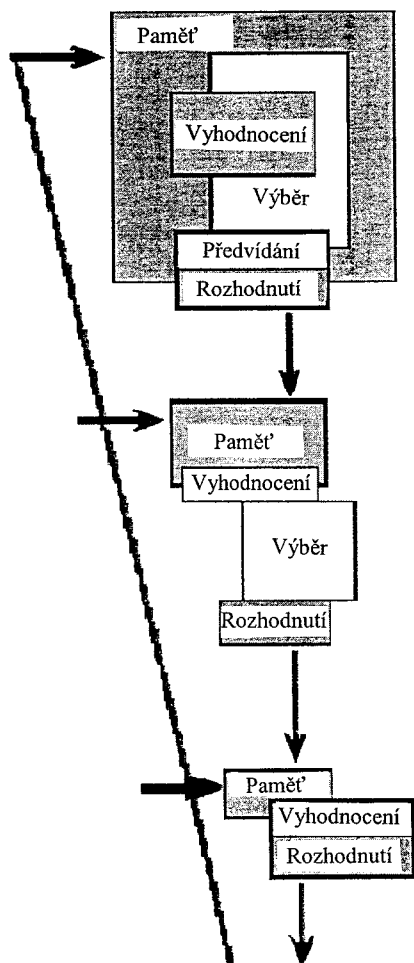 Paměť
Vyhodnocení
Výběr
Předvídání
Rozhodnutí
Paměť
Vyhodnocení
Výběr
Rozhodnutí
Paměť
Vyhodnocení
Rozhodnutí